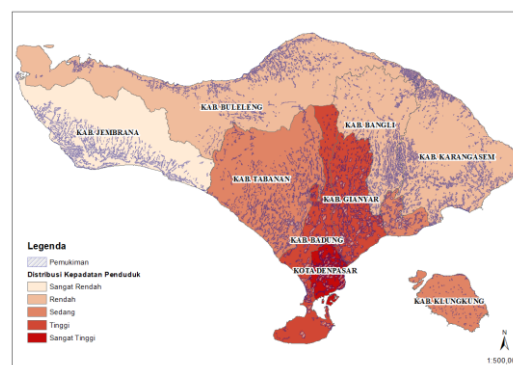 KAB. BULELENG
KAB. JEMBRANA
KAB. BANGLI
KAB. KARANGASEM
KAB. TABANAN
KAB. GIANYAR
KAB. BADUNG
KOTA DENPASAR
KAB. KLUNGKUNG
Legenda
Pemukiman
Distribusi Kepadatan Penduduk
Sangat Rendah
Rendah
Sedang
Tinggi
Sangat Tinggi
N